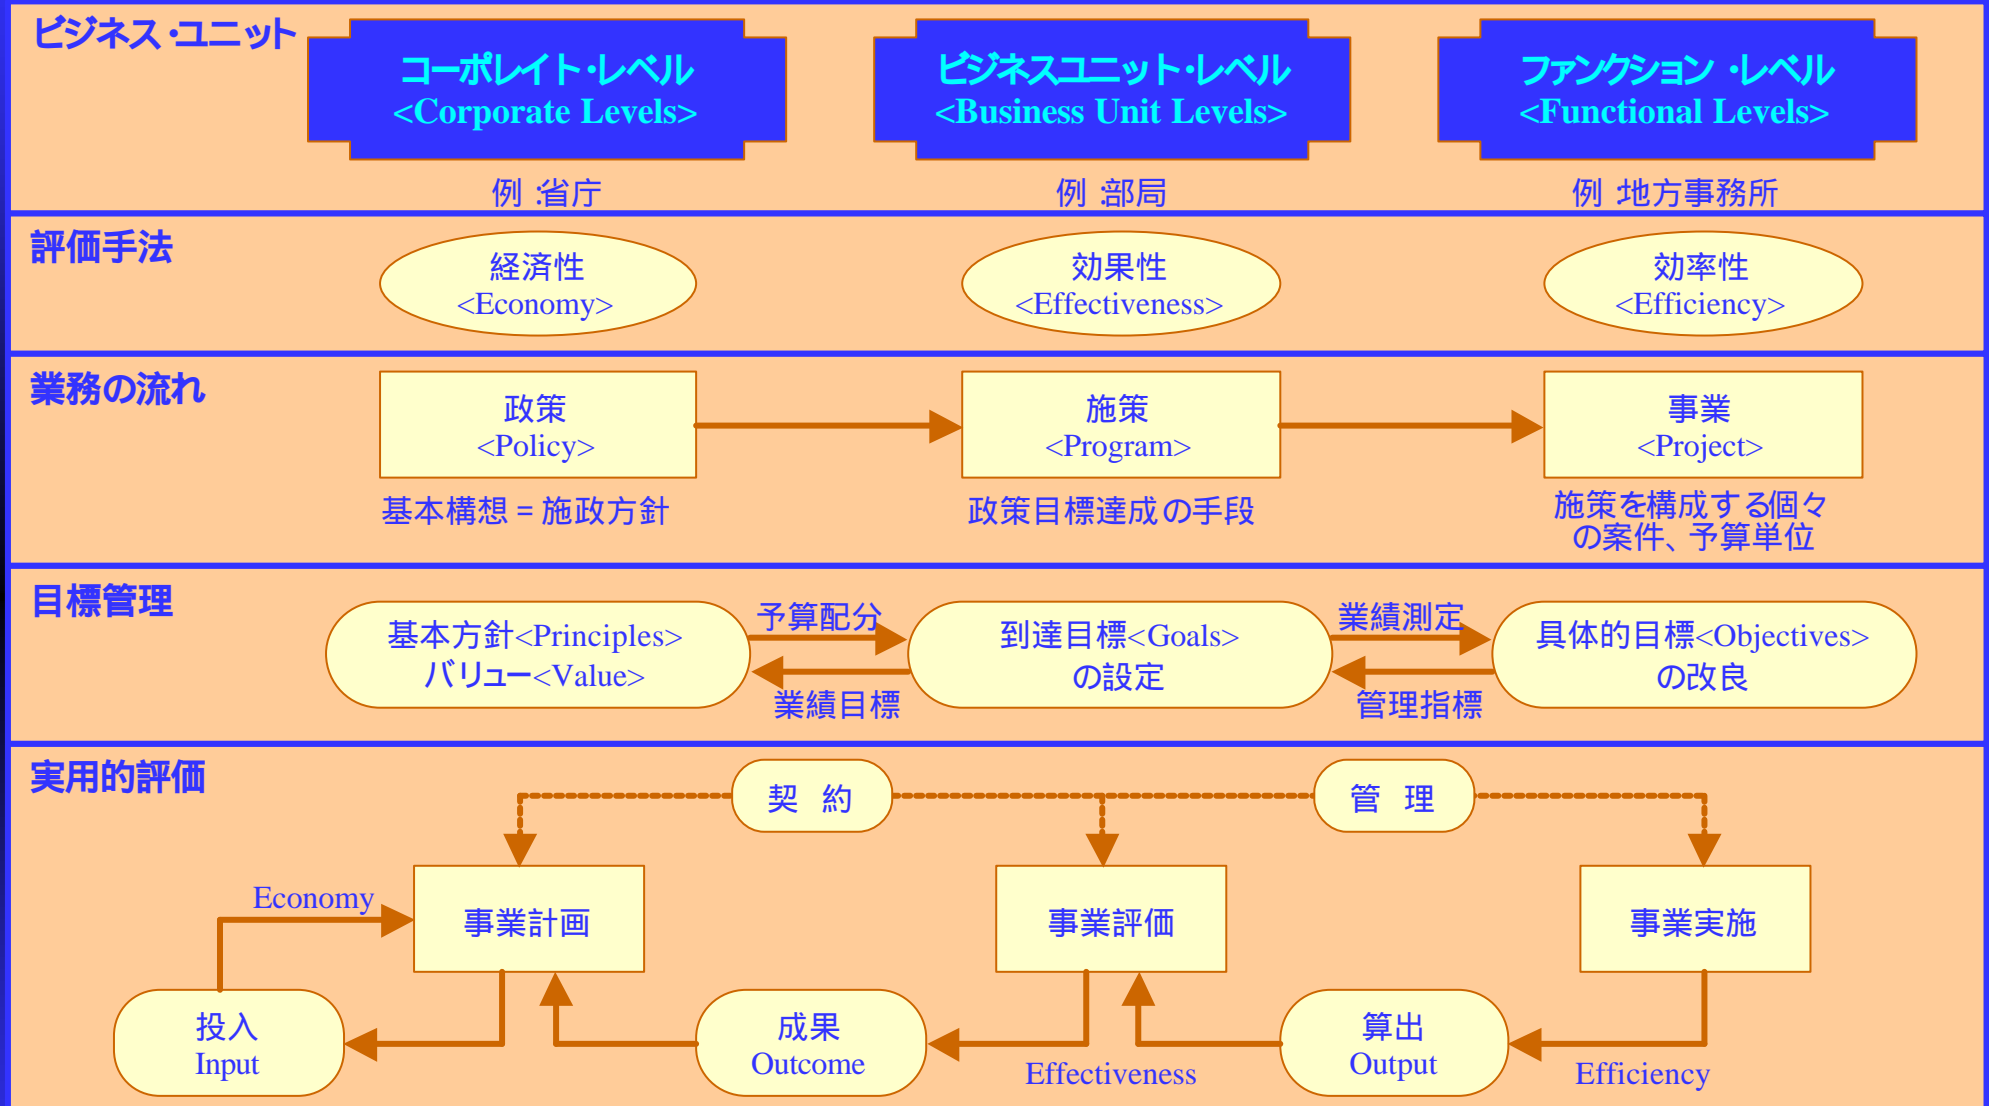 ビジネス・ユニット
コーポレイト・レベル
<Corporate Levels>
ビジネスユニット・レベル
<Business Unit Levels>
ファンクション・レベル
<Functional Levels>
例:省庁
例:部局
例:地方事務所
評価手法
経済性
<Economy>
効果性
<Effectiveness>
効率性
<Efficiency>
業務の流れ
政策
<Policy>
施策
<Program>
事業
<Project>
基本構想=施政方針
政策目標達成の手段
施策を構成する個々
の案件、予算単位
目標管理
基本方針<Principles>
バリュー<Value>
予算配分
業績目標
到達目標<Goals>
の設定
業績測定
管理指標
具体的目標<Objectives>
の改良
実用的評価
契 約
管 理
Economy
事業計画
事業評価
事業実施
投入
Input
成果
Outcome
Effectiveness
算出
Output
Efficiency